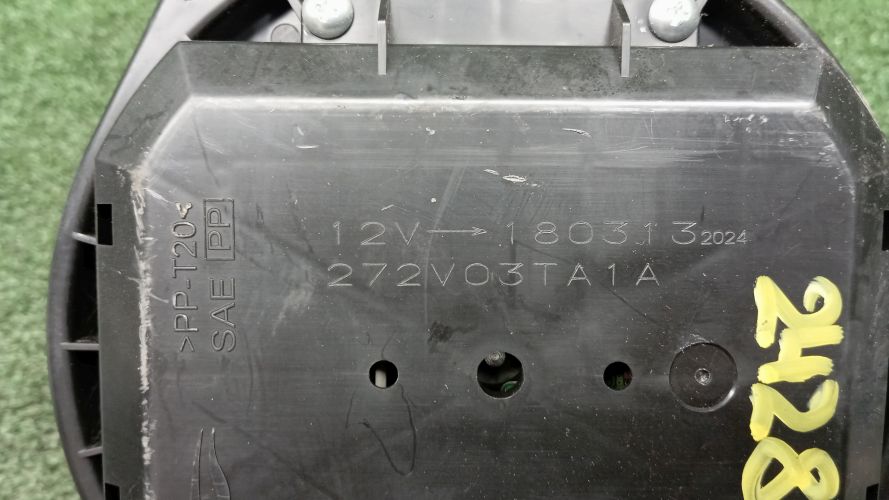 12V→180313 2024
272V03TA1A
>PP-T20<
SAE PP
2428